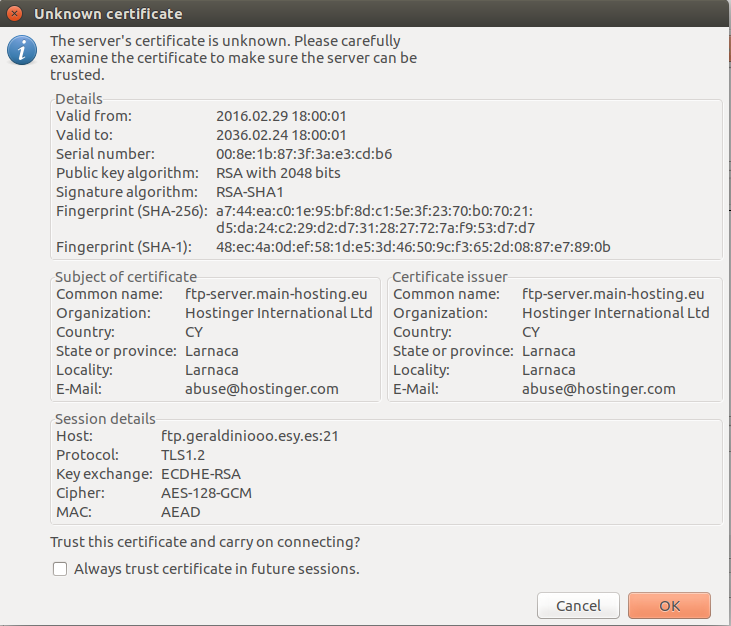 Unknown certificate
The server's certificate is unknown. Please carefully
examine the certificate to make sure the server can be
trusted.
Details
Valid from: 2016.02.29 18:00:01
Valid to: 2036.02.24 18:00:01
Serial number: 00:8e:1b:87:3f:3a:e3:cd:b6
Public key algorithm: RSA with 2048 bits
Signature algorithm: RSA-SHA1
Fingerprint (SHA-256): a7:44:ea:c0:1e:95:bf:8d:c1:5e:3f:23:70:b0:70:21:
d5:da:24:c2:29:d2:d7:31:28:27:72:7a:f9:53:d7:d7
Fingerprint (SHA-1): 48:ec:4a:0d:ef:58:1d:e5:3d:46:50:9c:f3:65:2d:08:87:e7:89:0b
Subject of certificate
Common name: ftp-server.main-hosting.eu
Organization: Hostinger International Ltd
Country: CY
State or province: Larnaca
Locality: Larnaca
E-Mail: abuse@hostinger.com
Certificate issuer
Common name: ftp-server.main-hosting.eu
Organization: Hostinger International Ltd
Country: CY
State or province: Larnaca
Locality: Larnaca
E-Mail: abuse@hostinger.com
Session details
Host: ftp.geraldiniooo.esy.es:21
Protocol: TLS1.2
Key exchange: ECDHE-RSA
Cipher: AES-128-GCM
MAC: AEAD
Trust this certificate and carry on connecting?
Always trust certificate in future sessions.
Cancel OK